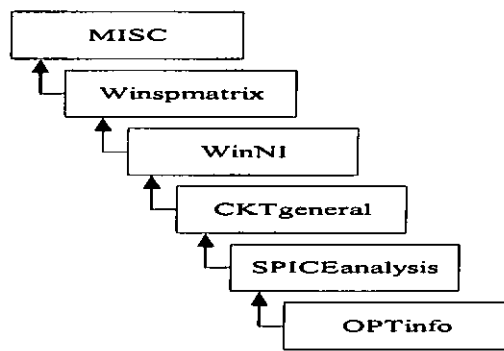 MISC
Winspmatrix
WinNI
CKTgeneral
SPICEanalysis
OPTinfo